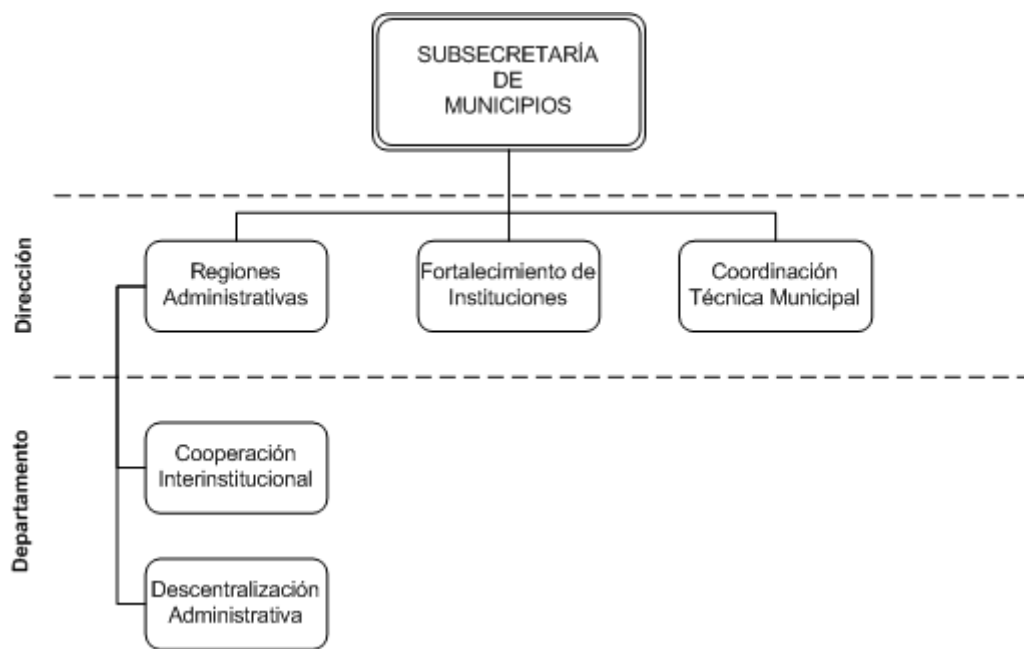 SUBSECRETARÍA
DE
MUNICIPIOS
Dirección
Regiones
Administrativas
Fortalecimiento de
Instituciones
Coordinación
Técnica Municipal
Departamento
Cooperación
Interinstitucional
Descentralización
Administrativa